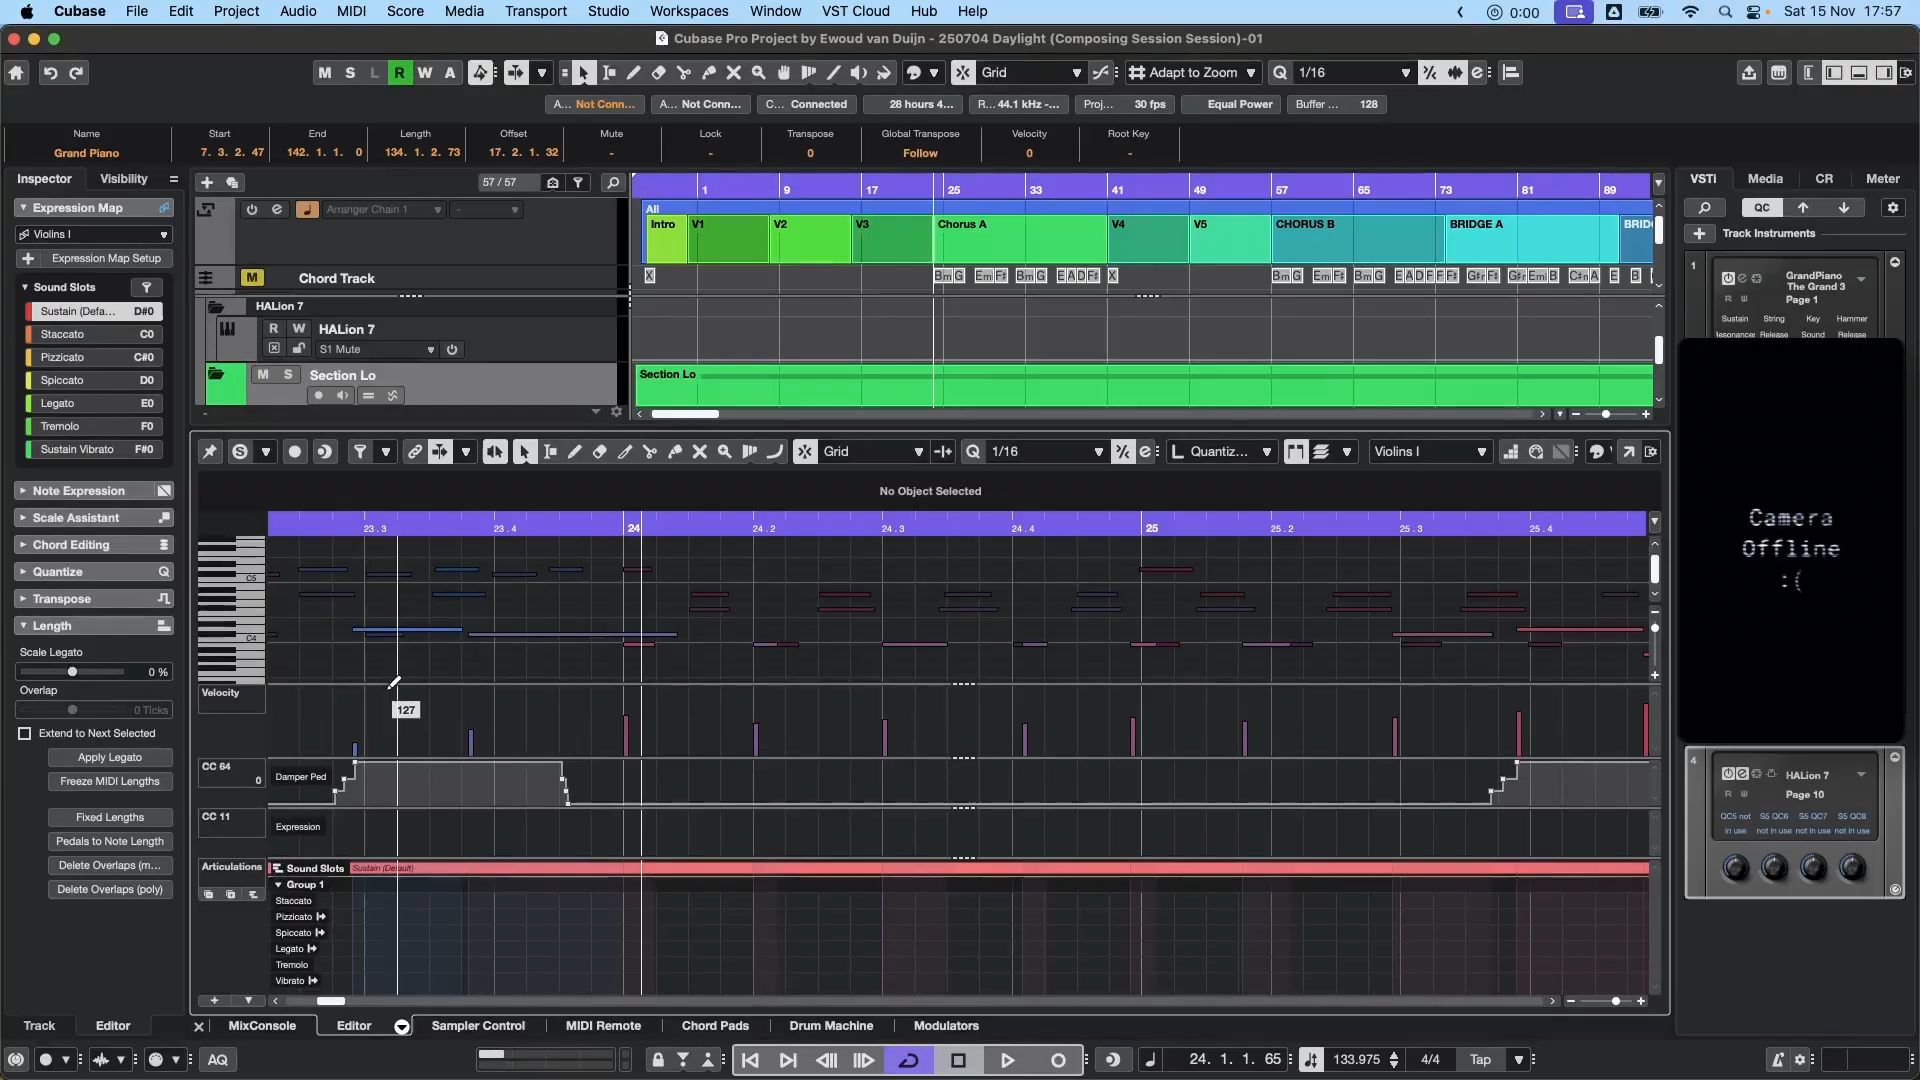 Cubase File Edit Project Audio MIDI Score Media Transport Studio Workspaces Window VST Cloud Hub Help 0:00 Sat 15 Nov 17:57
Cubase Pro Project by Ewoud van Duijn - 250704 Daylight (Composing Session Session)-01
M S L R W A Grid Adapt to Zoom Q 1/16
A... Not Conn... A... Not Conn... C... Connected 28 hours 4... R... 44.1 kHz -... Proj... 30 fps Equal Power Buffer ... 128
Name Start End Length Offset Mute Lock Transpose Global Transpose Velocity Root Key
Grand Piano 7. 3. 2. 47 142. 1. 1. 0 134. 1. 2. 73 17. 2. 1. 32 - - 0 Follow 0 -
Inspector Visibility
Expression Map
Violins I
Expression Map Setup
Sound Slots
Sustain (Defa... D#0
Staccato C0
Pizzicato C#0
Spiccato D0
Legato E0
Tremolo F0
Sustain Vibrato F#0
Note Expression
Scale Assistant
Chord Editing
Quantize Q
Transpose
Length
Scale Legato
0 %
Overlap
0 Ticks
Extend to Next Selected
Apply Legato
Freeze MIDI Lengths
Fixed Lengths
Pedals to Note Length
Delete Overlaps (m...
Delete Overlaps (poly)
Track Editor
57 / 57
Arranger Chain 1 -
M Chord Track
HALion 7
R W HALion 7
S1 Mute
M S Section Lo
1 9 17 25 33 41 49 57 65 73 81 89
All
Intro V1 V2 V3 Chorus A V4 V5 CHORUS B BRIDGE A BRID
X Bm G Em F# Bm G E A D F# X Bm G Em F# Bm G
Section Lo
S Grid Q 1/16 L Quantiz... Violins I
No Object Selected
23.3 23.4 24 24.2 24.3 24.4 25 25.2 25.3 25.4
C5
C4
Velocity
127
CC 64
0
Damper Ped
CC 11
Expression
Articulations
Sound Slots Sustain (Default)
Group 1
Staccato
Pizzicato
Spiccato
Legato
Tremolo
Vibrato
MixConsole Editor Sampler Control MIDI Remote Chord Pads Drum Machine Modulators
AQ 24. 1. 1. 65 133.975 4/4 Tap
VSTi Media CR Meter
QC
Track Instruments
1
GrandPiano
The Grand 3
Page 1
R W
Sustain String Key Hammer
Resonance Release Sound Release
Camera
Offline
:(
4
HALion 7
R W Page 10
QC5 not S5 QC6 S5 QC7 S5 QC8
in use not in use not in use not in use